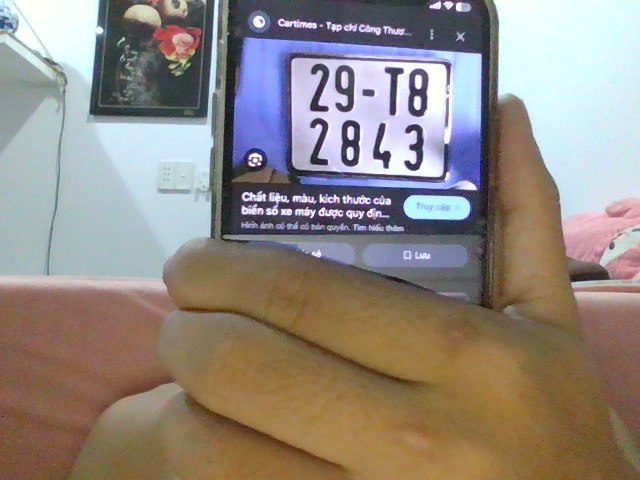 Cartimes - Tạp chí Công Thươ...
29-T8
2843
Chất liệu, màu, kích thước của
biển số xe máy được quy địn...
Truy cập
Hình ảnh có thể có bản quyền. Tìm hiểu thêm
Lưu